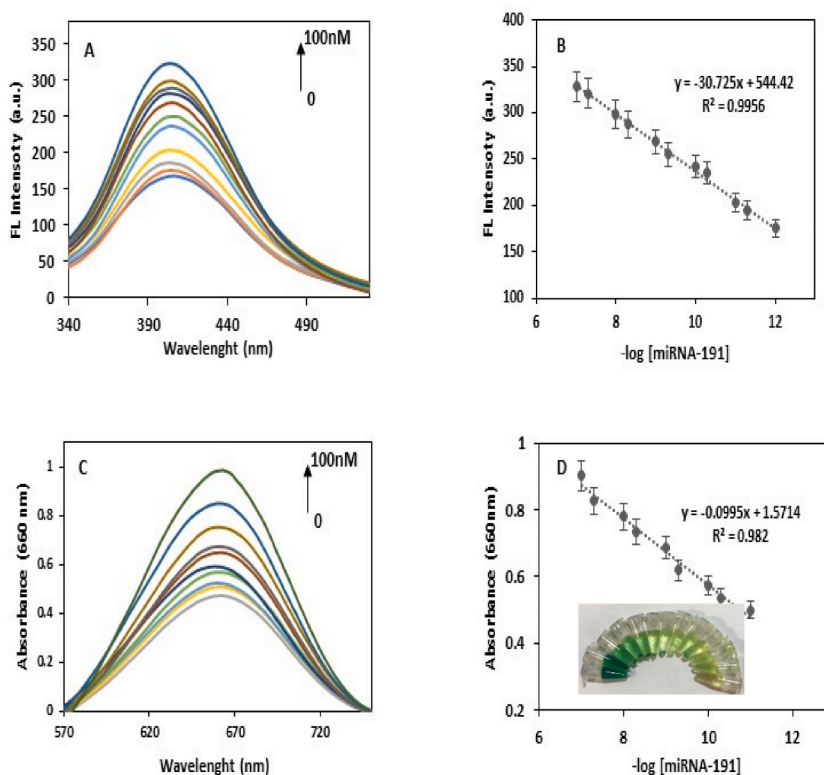 A
100nM
0
350
300
250
200
150
100
50
0
340
390
440
490
FL Intensoty (a.u.)
Wavelenght (nm)
B
y = -30.725x + 544.42
R² = 0.9956
400
350
300
250
200
150
100
6
8
10
12
FL Intensoty (a.u.)
-log [miRNA-191]
C
100nM
0
1
0.8
0.6
0.4
0.2
0
570
620
670
720
Absorbance (660 nm)
Wavelenght (nm)
D
y = -0.0995x + 1.5714
R² = 0.982
1
0.8
0.6
0.4
0.2
6
8
10
12
Absorbance (660nm)
-log [miRNA-191]